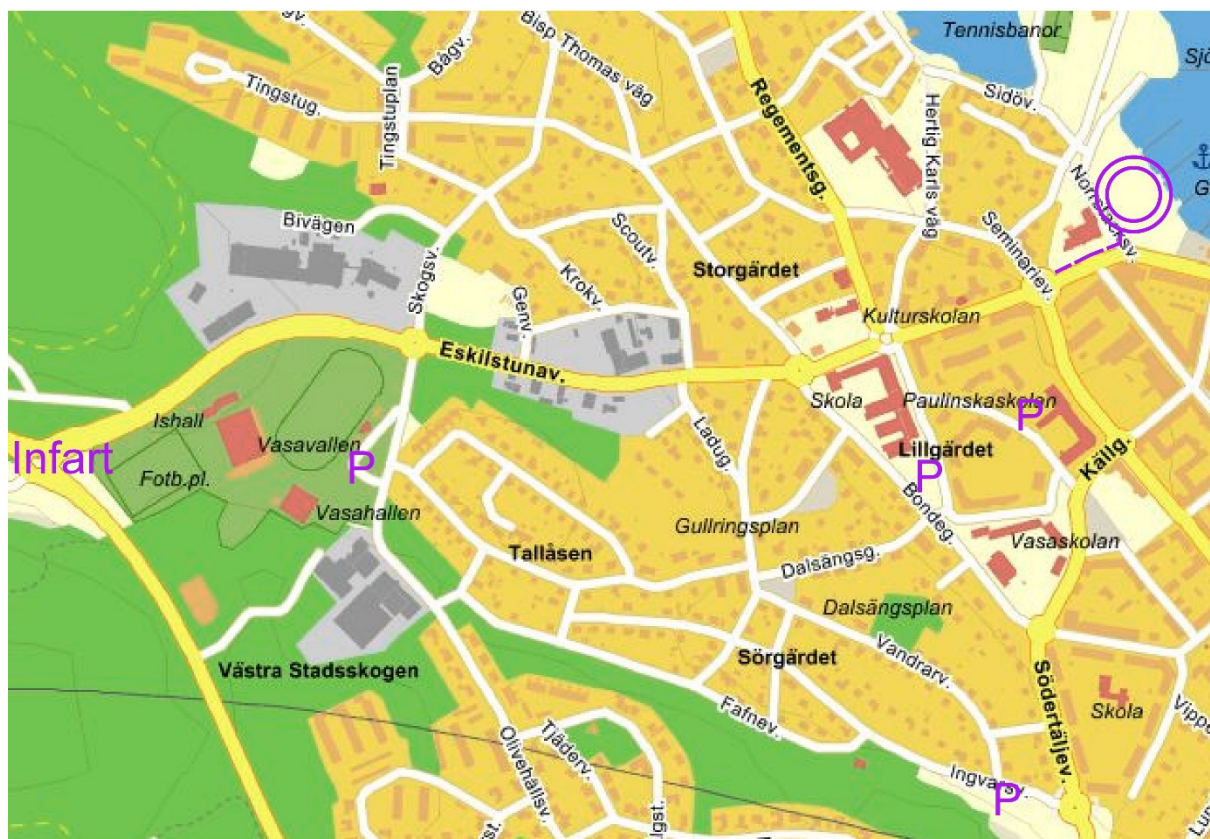 Tennisbanor
Bisp Thomas väg
Bågv.
Tingstug.
Tingstuplan
Regementsg.
Hertig Karls väg
Sidöv.
Bivägen
Skogsv.
Scoutv.
Krokv.
Genv.
Storgärdet
Seminariev.
Kulturskolan
Eskilstunav.
Ishall
Vasavallen
Infart
Fotb.pl.
P
Vasahallen
Skola
Paulinskaskolan
P
Lillgärdet
P
Källg.
Ladug.
Bondeg.
Gullringsplan
Vasaskolan
Tallåsen
Dalsängsg.
Dalsängsplan
Västra Stadsskogen
Sörgärdet
Vandrarv.
Fafnev.
Södertäljev.
Skola
Olivehällsv.
Tjäderv.
Ingvarsv.
P